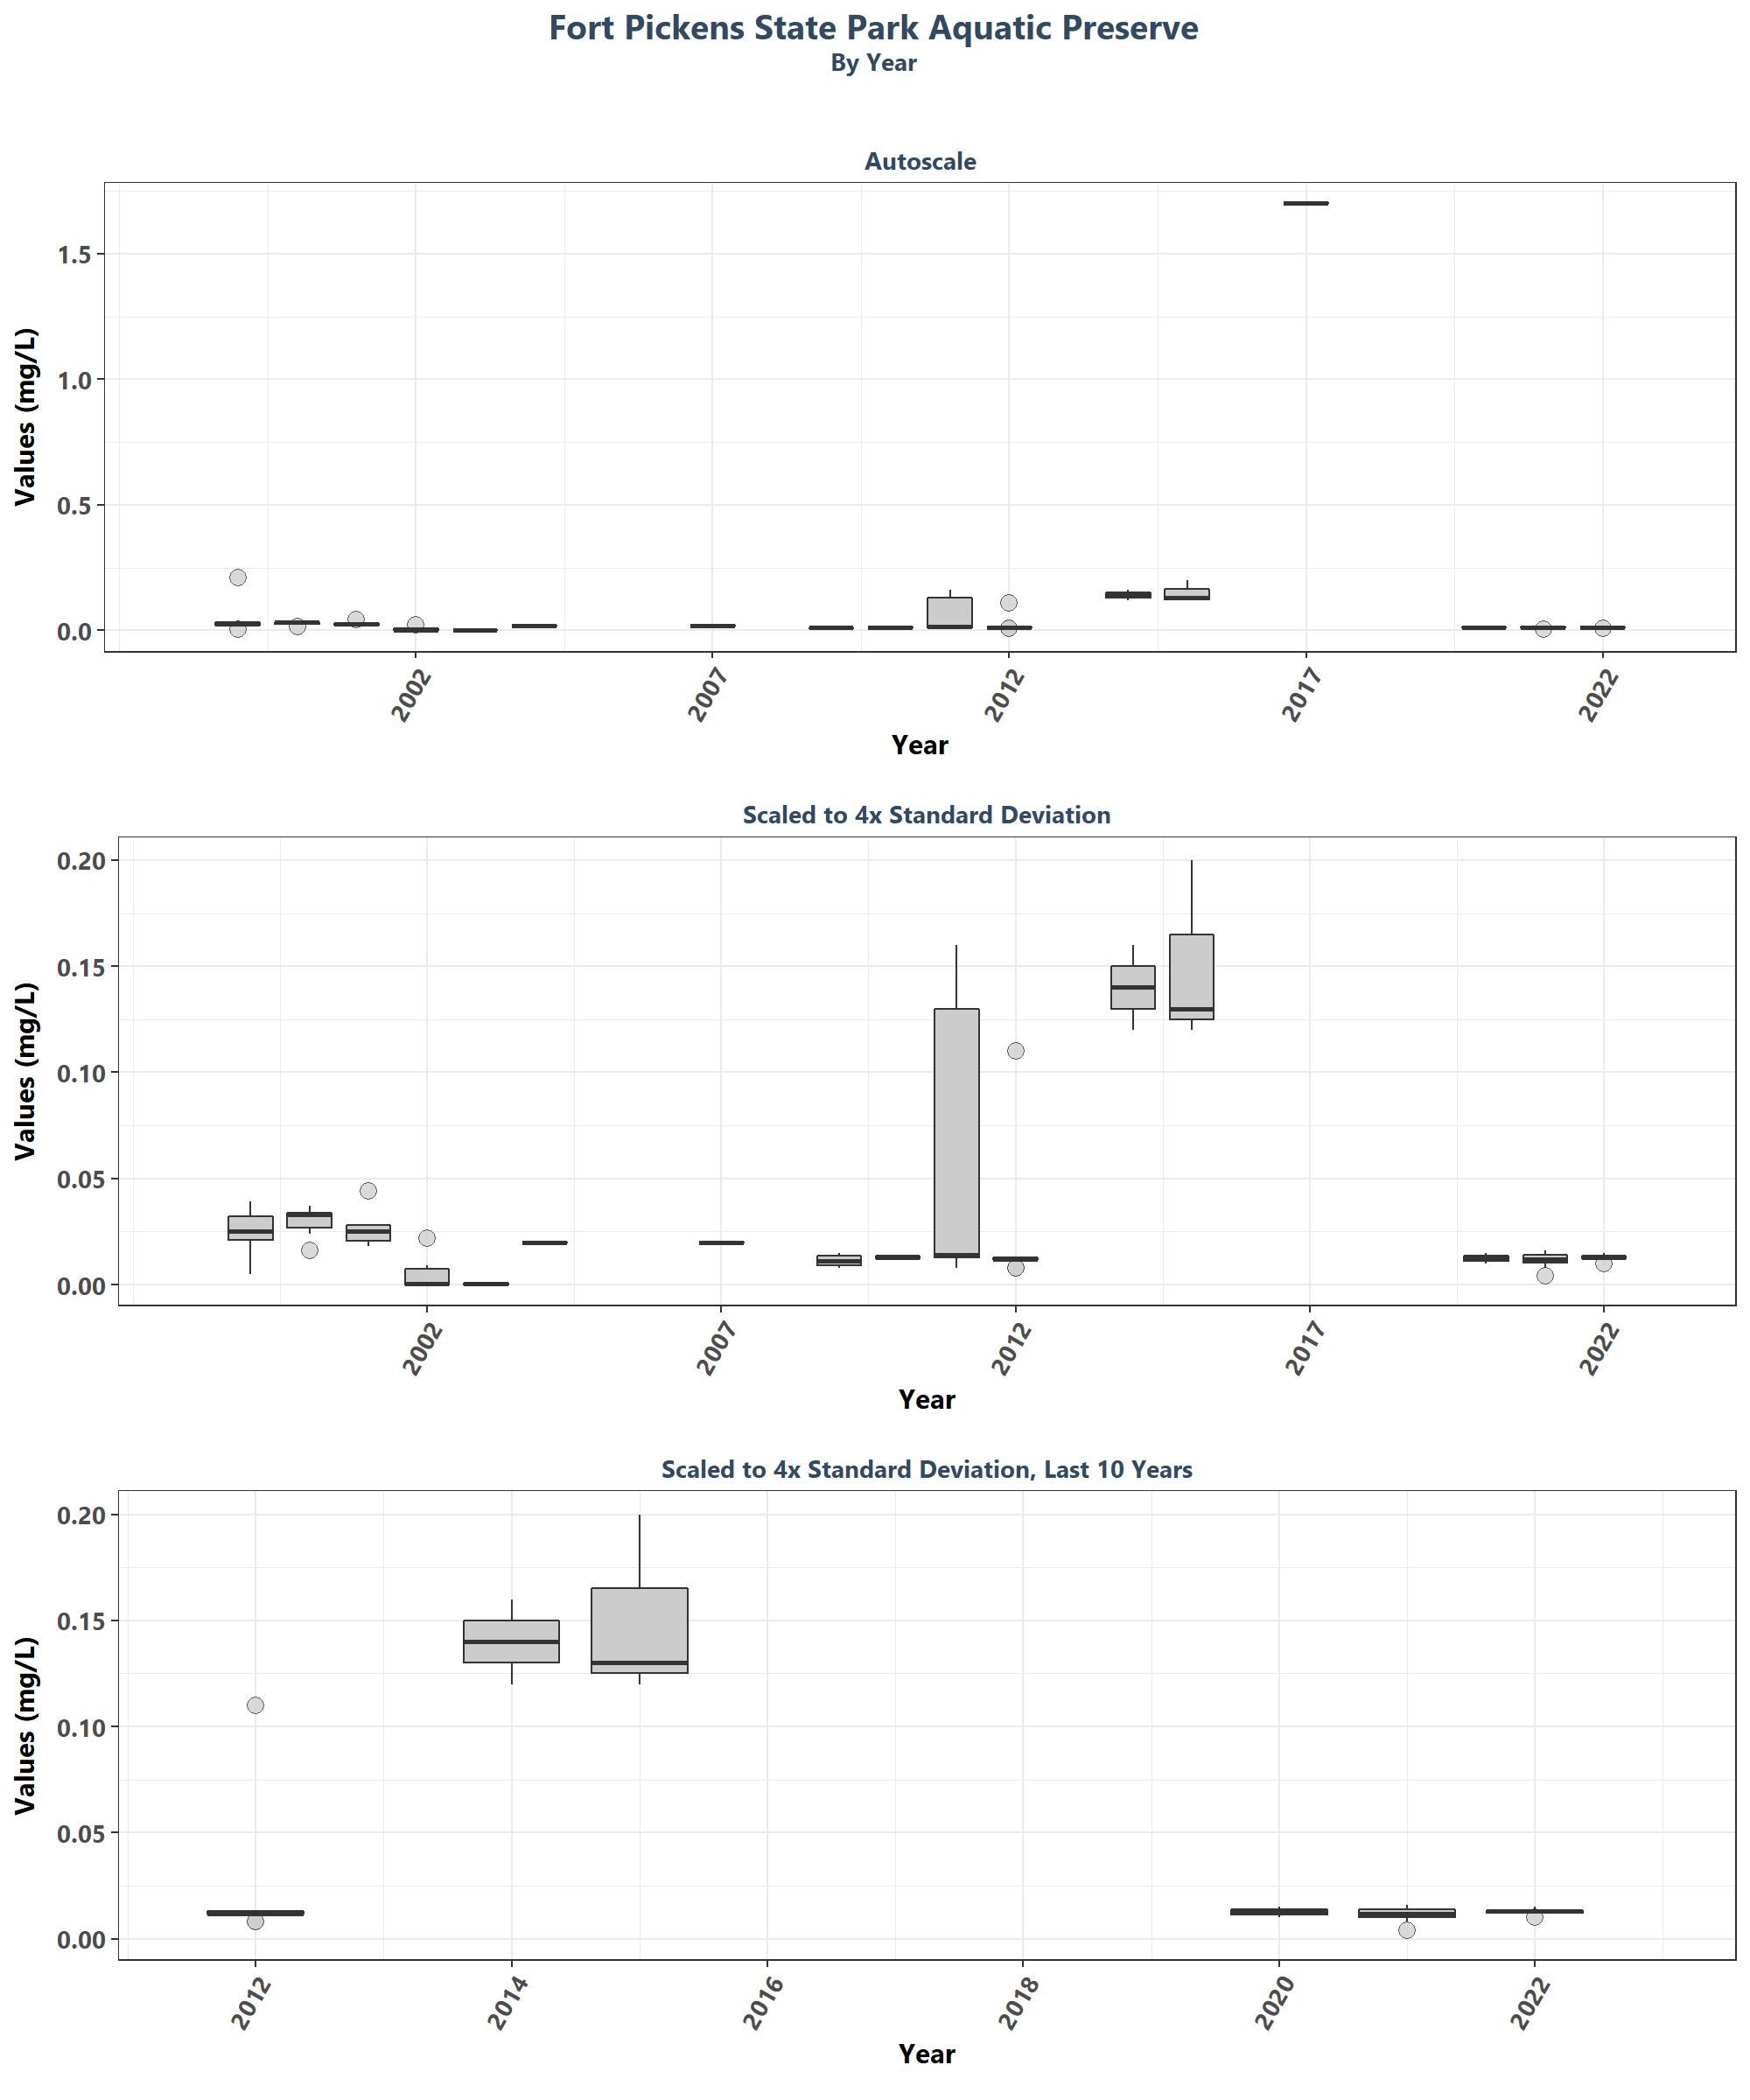 Fort Pickens State Park Aquatic Preserve
By Year
Autoscale
Values (mg/L)
1.5
1.0
0.5
0.0
2002
2007
2012
2017
2022
Year
Scaled to 4x Standard Deviation
Values (mg/L)
0.20
0.15
0.10
0.05
0.00
2002
2007
2012
2017
2022
Year
Scaled to 4x Standard Deviation, Last 10 Years
Values (mg/L)
0.20
0.15
0.10
0.05
0.00
2012
2014
2016
2018
2020
2022
Year